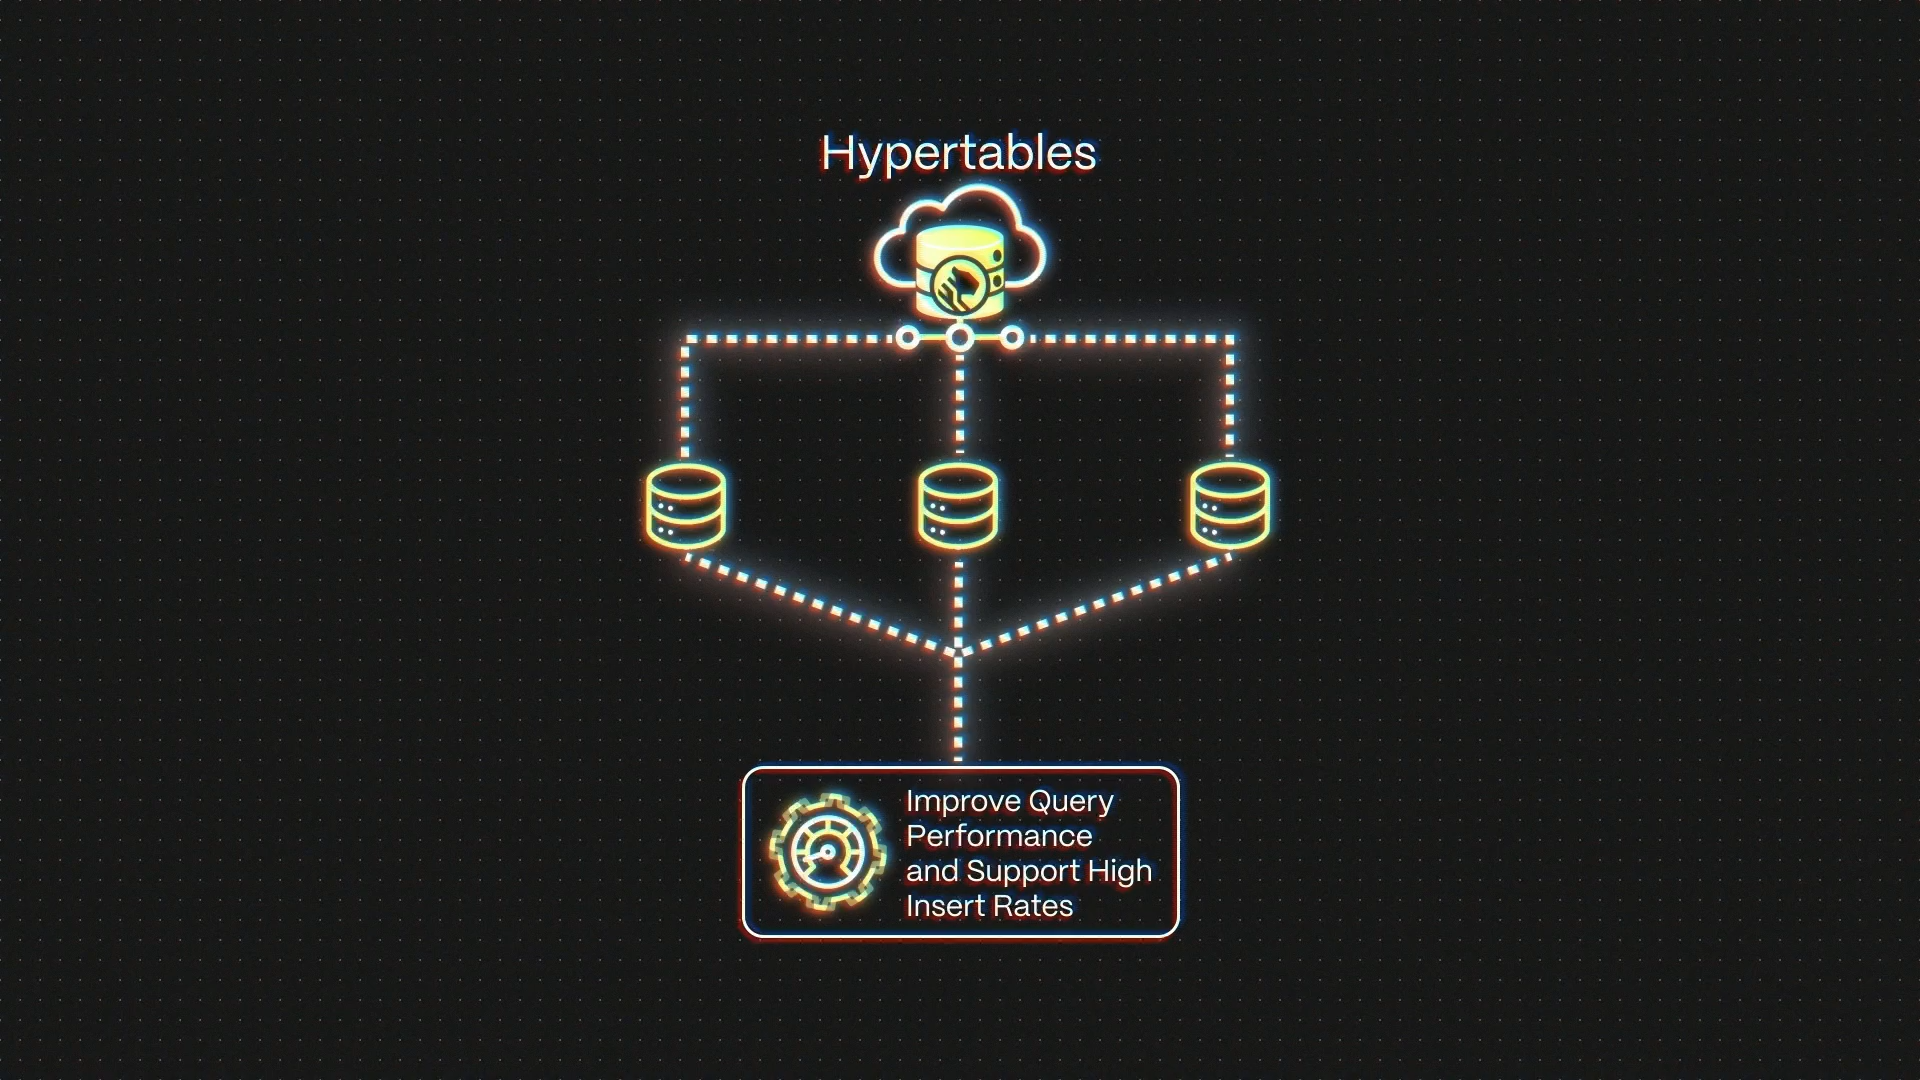 Hypertables
Improve Query
Performance
and Support High
Insert Rates